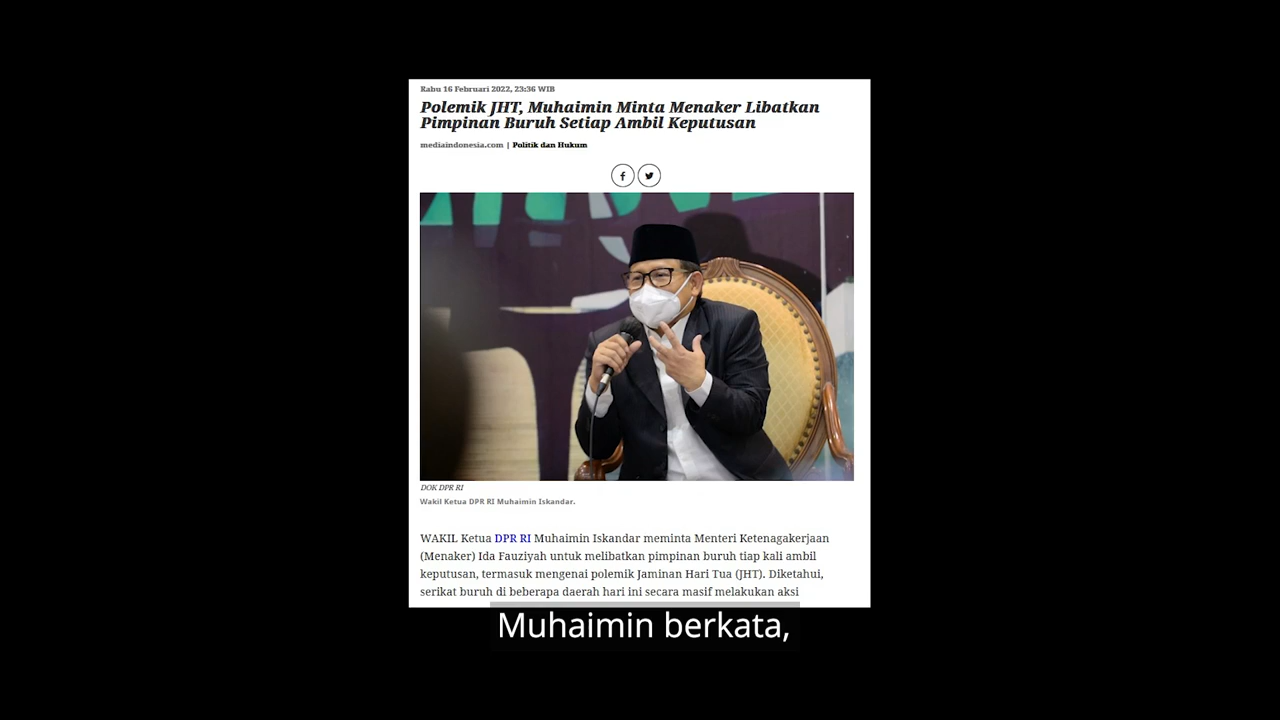 Rabu 16 Februari 2022, 23:36 WIB
Polemik JHT, Muhaimin Minta Menaker Libatkan
Pimpinan Buruh Setiap Ambil Keputusan
mediaindonesia.com | Politik dan Hukum
DOK DPR RI
Wakil Ketua DPR RI Muhaimin Iskandar.
WAKIL Ketua DPR RI Muhaimin Iskandar meminta Menteri Ketenagakerjaan
(Menaker) Ida Fauziyah untuk melibatkan pimpinan buruh tiap kali ambil
keputusan, termasuk mengenai polemik Jaminan Hari Tua (JHT). Diketahui,
serikat buruh di beberapa daerah hari ini secara masif melakukan aksi
Muhaimin berkata,